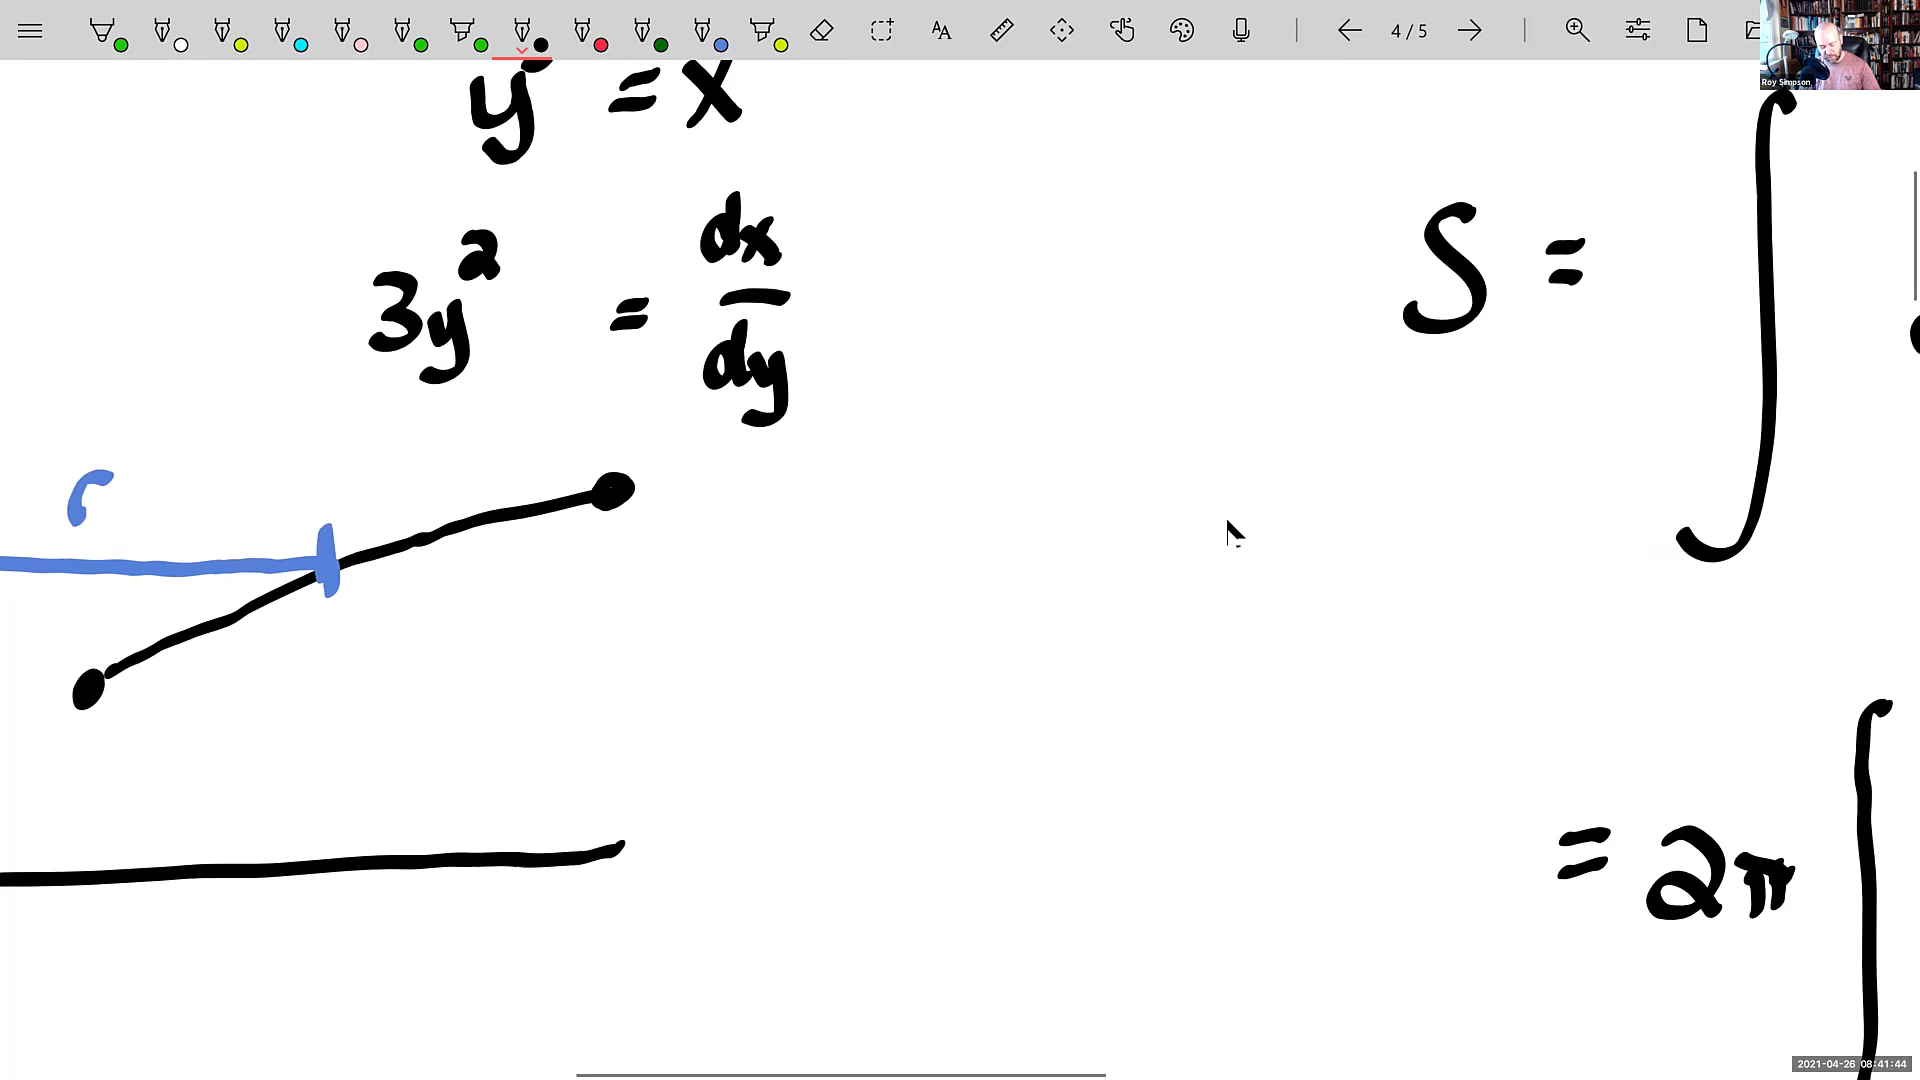 4 / 5
Roy Simpson
y = x
3y² = dx/dy
S = ∫
r
= 2π ∫
2021-04-26 08:41:44